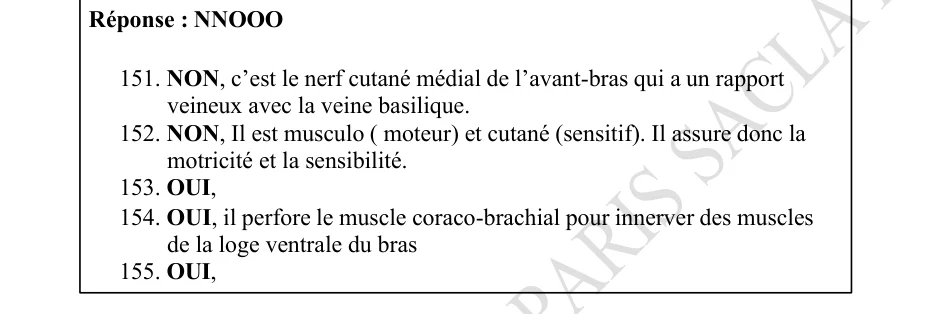 Réponse : NNOOO
151. NON, c’est le nerf cutané médial de l’avant-bras qui a un rapport
veineux avec la veine basilique.
152. NON, Il est musculo ( moteur) et cutané (sensitif). Il assure donc la
motricité et la sensibilité.
153. OUI,
154. OUI, il perfore le muscle coraco-brachial pour innerver des muscles
de la loge ventrale du bras
155. OUI,
PARIS SACLA